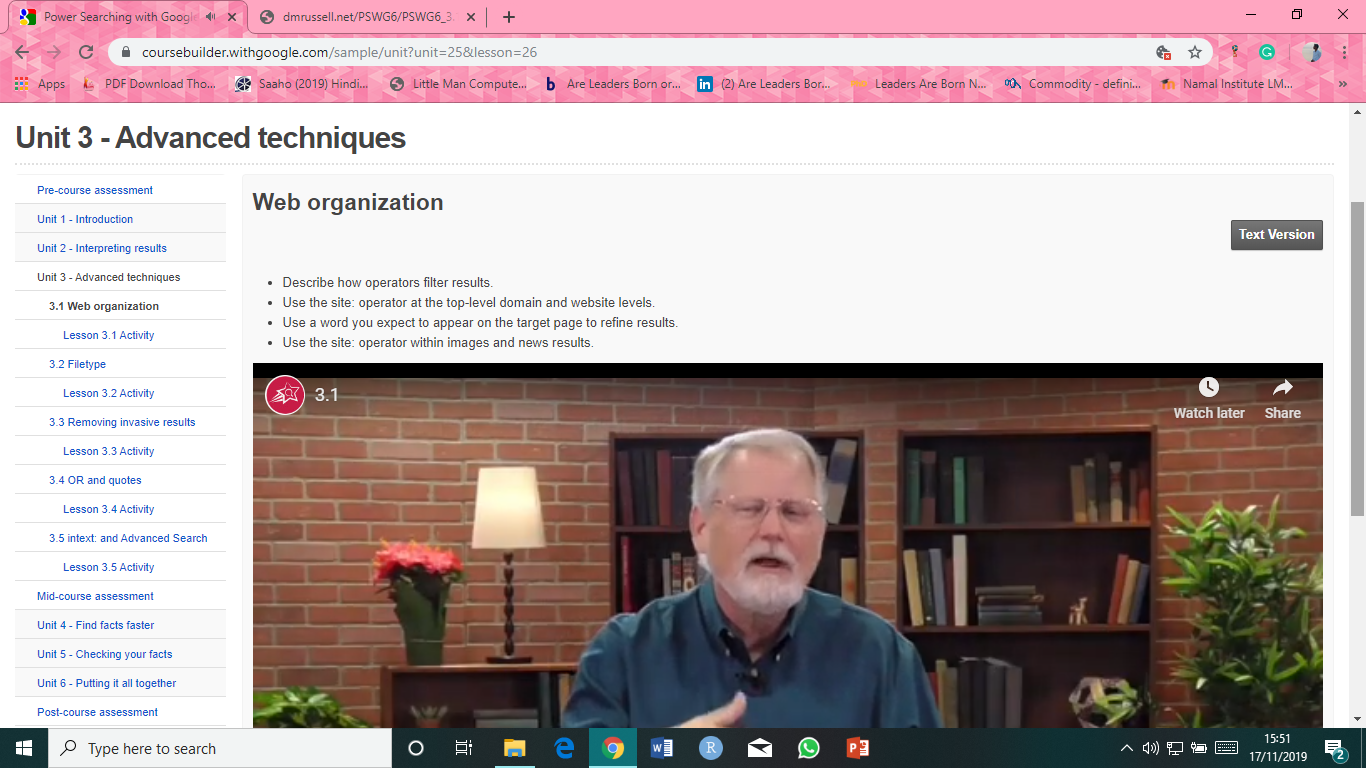 Power Searching with Googl
dmrussell.net/PSWG6/PSWG6_3.
coursebuilder.withgoogle.com/sample/unit?unit=25&lesson=26
Apps
PDF Download Tho...
Saaho (2019) Hindi...
Little Man Compute...
Are Leaders Born or...
(2) Are Leaders Bor...
Leaders Are Born N...
Commodity - defini...
Namal Institute LM...
Unit 3 - Advanced techniques
Pre-course assessment
Unit 1 - Introduction
Unit 2 - Interpreting results
Unit 3 - Advanced techniques
3.1 Web organization
Lesson 3.1 Activity
3.2 Filetype
Lesson 3.2 Activity
3.3 Removing invasive results
Lesson 3.3 Activity
3.4 OR and quotes
Lesson 3.4 Activity
3.5 intext: and Advanced Search
Lesson 3.5 Activity
Mid-course assessment
Unit 4 - Find facts faster
Unit 5 - Checking your facts
Unit 6 - Putting it all together
Post-course assessment
Web organization
Text Version
Describe how operators filter results.
Use the site: operator at the top-level domain and website levels.
Use a word you expect to appear on the target page to refine results.
Use the site: operator within images and news results.
3.1
Watch later
Share
Type here to search
15:51
17/11/2019
2